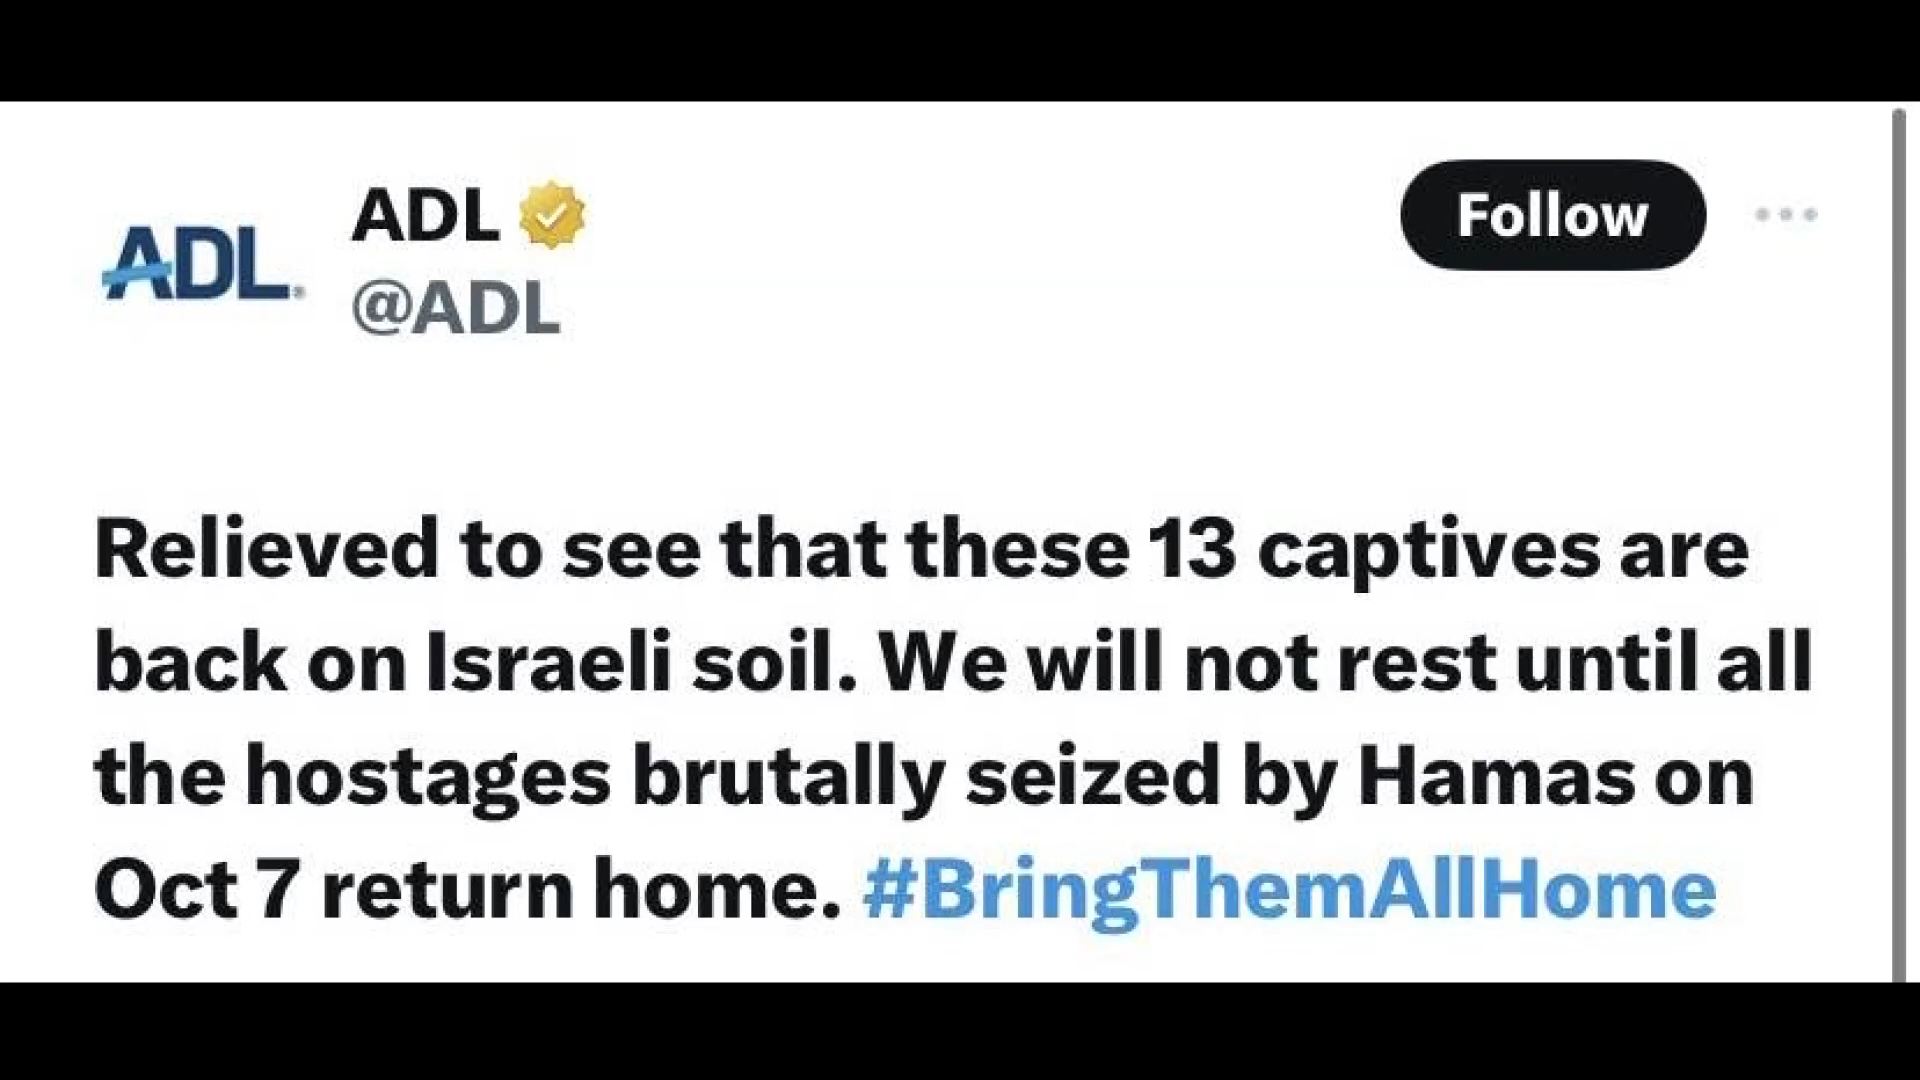 ADL
ADL
@ADL
Follow
Relieved to see that these 13 captives are
back on Israeli soil. We will not rest until all
the hostages brutally seized by Hamas on
Oct 7 return home. #BringThemAllHome